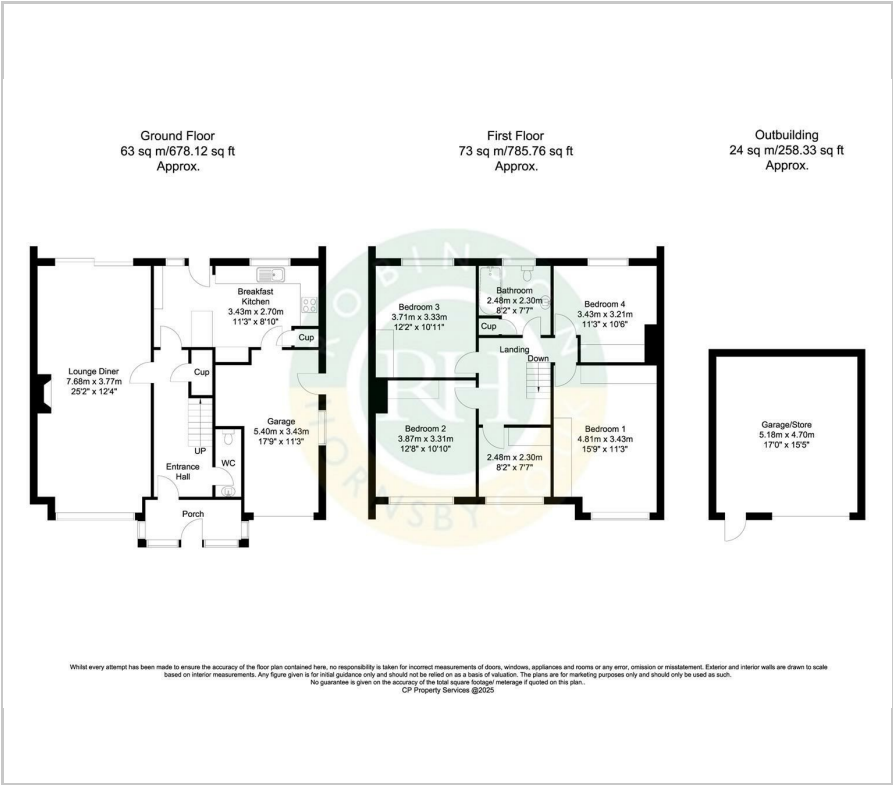 Ground Floor
63 sq m/678.12 sq ft
Approx.
First Floor
73 sq m/785.76 sq ft
Approx.
Outbuilding
24 sq m/258.33 sq ft
Approx.
Breakfast
Kitchen
3.43m x 2.70m
11'3" x 8'10"
Cup
Lounge Diner
7.68m x 3.77m
25'2" x 12'4"
Cup
Garage
5.40m x 3.43m
17'9" x 11'3"
UP
WC
Entrance
Hall
Porch
Bedroom 3
3.71m x 3.33m
12'2" x 10'11"
Bathroom
2.48m x 2.30m
8'2" x 7'7"
Cup
Bedroom 4
3.43m x 3.21m
11'3" x 10'6"
Landing
Down
Bedroom 2
3.87m x 3.31m
12'8" x 10'10"
2.48m x 2.30m
8'2" x 7'7"
Bedroom 1
4.81m x 3.43m
15'9" x 11'3"
Garage/Store
5.18m x 4.70m
17'0" x 15'5"
ROBINSON
RH
HORNSBY
Whilst every attempt has been made to ensure the accuracy of the floor plan contained here, no responsibility is taken for incorrect measurements of doors, windows, appliances and rooms or any error, omission or misstatement. Exterior and interior walls are drawn to scale
based on interior measurements. Any figure given is for initial guidance only and should not be relied on as a basis of valuation. The plans are for marketing purposes only and should only be used as such.
No guarantee is given on the accuracy of the total square footage/ meterage if quoted on this plan..
CP Property Services @2025